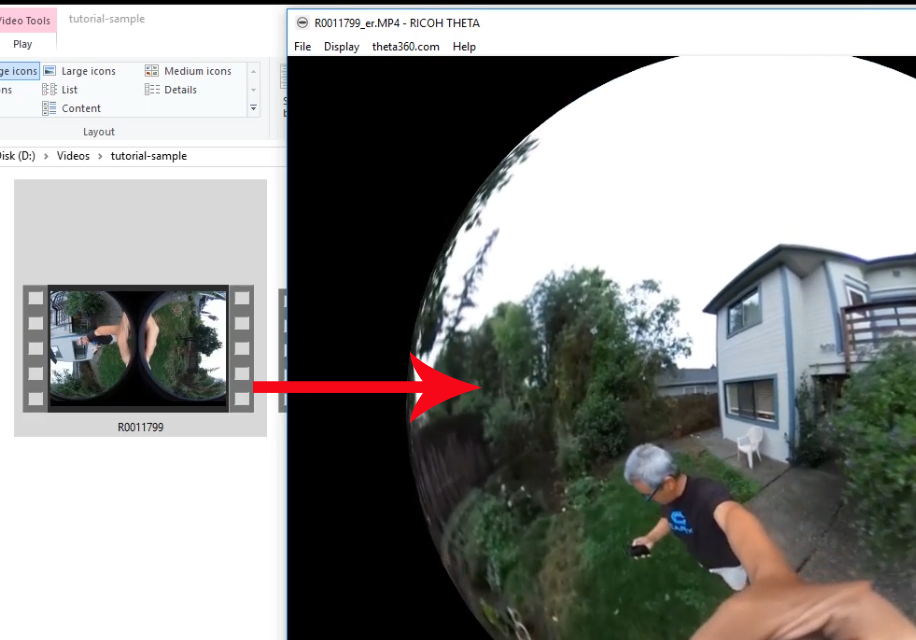 Video Tools
tutorial-sample
Play
ge icons
Large icons
Medium icons
ns
List
Details
Content
Layout
Disk (D:) > Videos > tutorial-sample
R0011799
R0011799_er.MP4 - RICOH THETA
File Display theta360.com Help